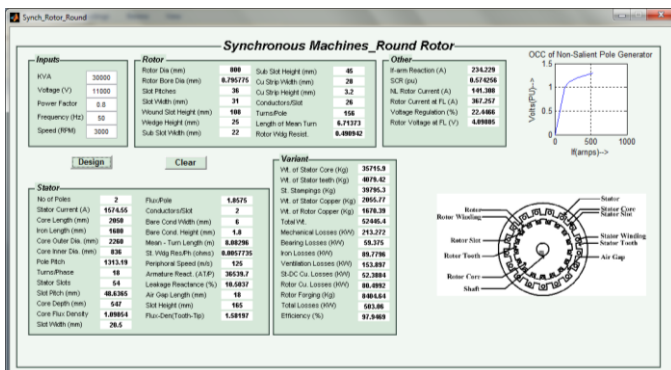 Synch_Rotor_Round
Synchronous Machines_Round Rotor
Inputs
KVA 30000
Voltage (V) 11000
Power Factor 0.8
Frequency (Hz) 50
Speed (RPM) 3000
Rotor
Rotor Dia (mm) 800
Rotor Bore Dia (mm) 0.795775
Slot Pitches 36
Slot Width (mm) 31
Wound Slot Height (mm) 108
Wedge Height (mm) 25
Sub Slot Width (mm) 22
Sub Slot Height (mm) 45
Cu Strip Width (mm) 28
Cu Strip Height (mm) 3.2
Conductors/Slot 26
Turns/Pole 156
Length of Mean Turn 6.71373
Rotor Wdg Resist. 0.490942
Other
If-arm Reaction (A) 234.229
SCR (pu) 0.574256
NL Rotor Current (A) 141.308
Rotor Current at FL (A) 367.257
Voltage Regulation (%) 22.4466
Rotor Voltage at FL (V)
OCC of Non-Salient Pole Generator
1.5
1
0.5
0
Volts(PU)-->
0 500 1000
If(amps)-->
Design
Clear
Stator
No of Poles 2
Stator Current (A) 1574.55
Core Length (mm) 2050
Iron Length (mm) 1680
Core Outer Dia. (mm) 2260
Core Inner Dia. (mm) 836
Pole Pitch 1313.19
Turns/Phase 18
Stator Slots 54
Slot Pitch (mm) 48.6365
Core Depth (mm) 547
Core Flux Density 1.09054
Slot Width (mm) 20.5
Flux/Pole 1.8575
Conductors/Slot 2
Bare Cond Width (mm) 6
Bare Cond. Height (mm) 1.8
Mean - Turn Length (m) 8.08296
St. Wdg Res/Ph (ohms) 0.0057735
Peripheral Speed (m/s) 125
Armature React. (AT/P) 36539.7
Leakage Reactance (%) 10.5037
Air Gap Length (mm) 18
Slot Height (mm) 165
Flux-Den(Tooth-Tip) 1.58197
Variant
Wt. of Stator Core (Kg) 35715.9
Wt. of Stator teeth (Kg) 4079.42
St. Stampings (Kg) 39795.3
Wt. of Stator Copper (Kg) 2055.77
Wt. of Rotor Copper (Kg) 1670.39
Total Wt. 52445.4
Mechanical Losses (KW) 213.272
Bearing Losses (KW) 59.375
Iron Losses (KW) 89.7796
Ventilation Losses (KW) 153.897
St-DC Cu. Losses (KW) 52.3884
Rotor Cu. Losses (KW) 80.4992
Rotor Forging (KW) 8404.64
Total Losses (KW) 503.06
Efficiency (%) 97.9469
Stator
Rotor
Stator Core
Rotor Winding
Stator Slot
Rotor Slot
Stator Winding
Stator Tooth
Rotor Tooth
Air Gap
Rotor Core
Shaft